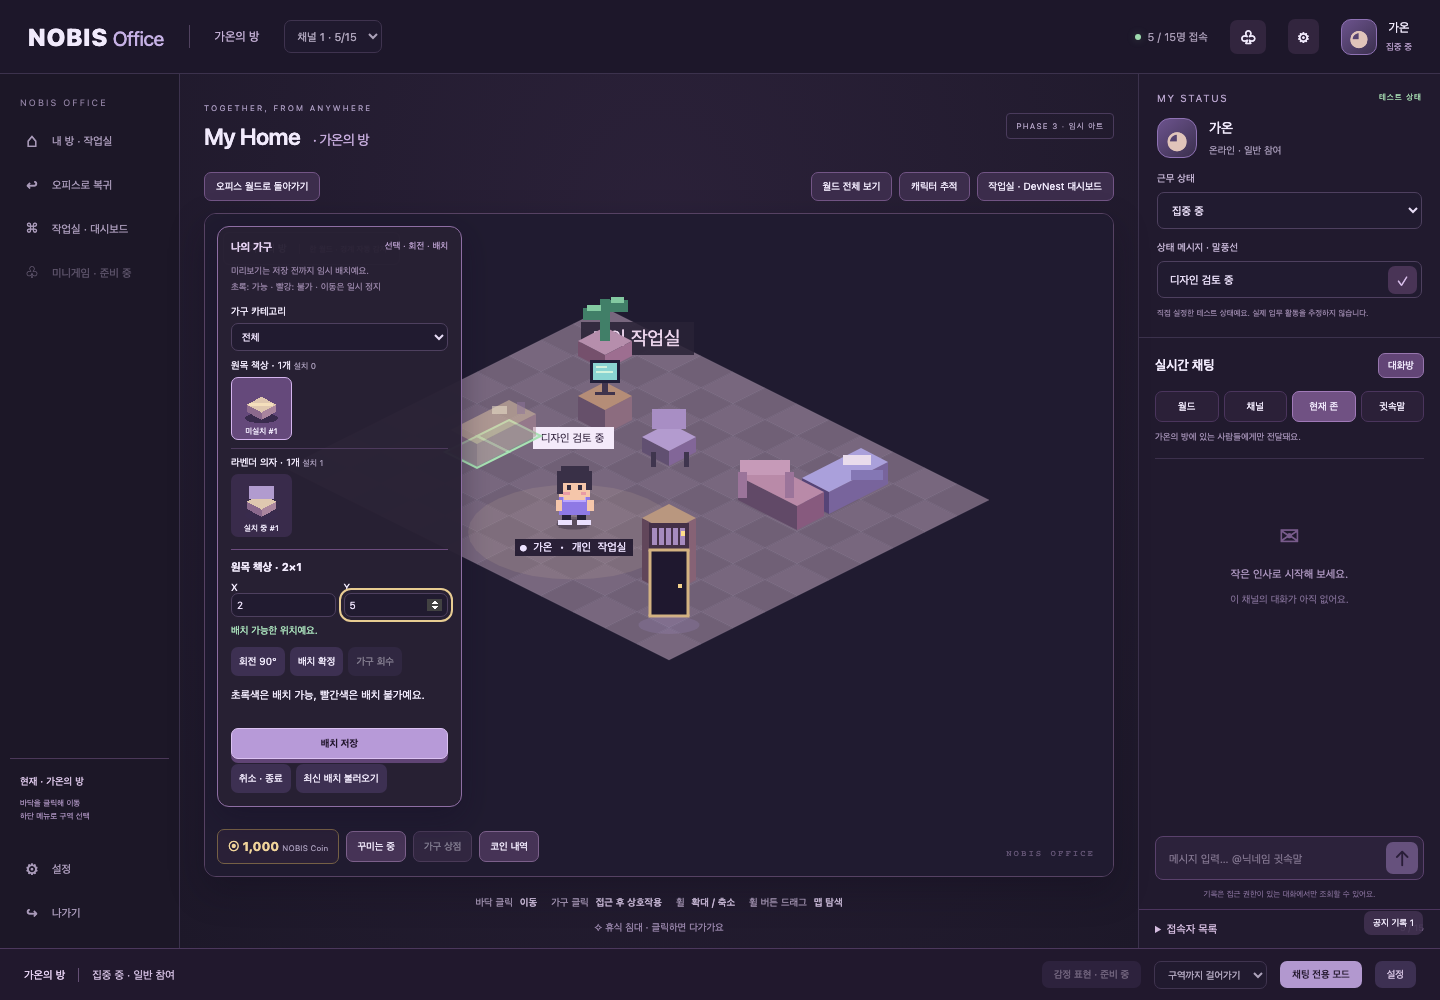 NOBIS Office
가온의 방
채널 1 · 5/15
5 / 15명 접속
가온
집중 중
NOBIS OFFICE
내 방 · 작업실
오피스로 복귀
작업실 · 대시보드
미니게임 · 준비 중
현재 · 가온의 방
바닥을 클릭해 이동
하단 메뉴로 구역 선택
설정
나가기
TOGETHER, FROM ANYWHERE
My Home · 가온의 방
PHASE 3 · 임시 아트
오피스 월드로 돌아가기
월드 전체 보기
캐릭터 추적
작업실 · DevNest 대시보드
나의 가구
선택 · 회전 · 배치
미리보기는 저장 전까지 임시 배치예요.
초록: 가능 · 빨강: 불가 · 이동은 일시 정지
가구 카테고리
전체
원목 책상 · 1개 설치 0
미설치 #1
라벤더 의자 · 1개 설치 1
설치 중 #1
원목 책상 · 2×1
X
Y
2
5
배치 가능한 위치예요.
회전 90°
배치 확정
가구 회수
초록색은 배치 가능, 빨간색은 배치 불가예요.
배치 저장
취소 · 종료
최신 배치 불러오기
작업실
디자인 검토 중
가온 · 개인 작업실
1,000 NOBIS Coin
꾸미는 중
가구 상점
코인 내역
NOBIS OFFICE
바닥 클릭 이동 가구 클릭 접근 후 상호작용 휠 확대 / 축소 휠 버튼 드래그 맵 탐색
휴식 침대 · 클릭하면 다가가요
MY STATUS
테스트 상태
가온
온라인 · 일반 참여
근무 상태
집중 중
상태 메시지 · 말풍선
디자인 검토 중
직접 설정한 테스트 상태예요. 실제 업무 활동을 추정하지 않습니다.
실시간 채팅
대화방
월드
채널
현재 존
귓속말
가온의 방에 있는 사람들에게만 전달돼요.
작은 인사로 시작해 보세요.
이 채널의 대화가 아직 없어요.
메시지 입력... @닉네임 귓속말
기록은 접근 권한이 있는 대화에서만 조회할 수 있어요.
접속자 목록
공지 기록 1
가온의 방
집중 중 · 일반 참여
감정 표현 · 준비 중
구역까지 걸어가기
채팅 전용 모드
설정